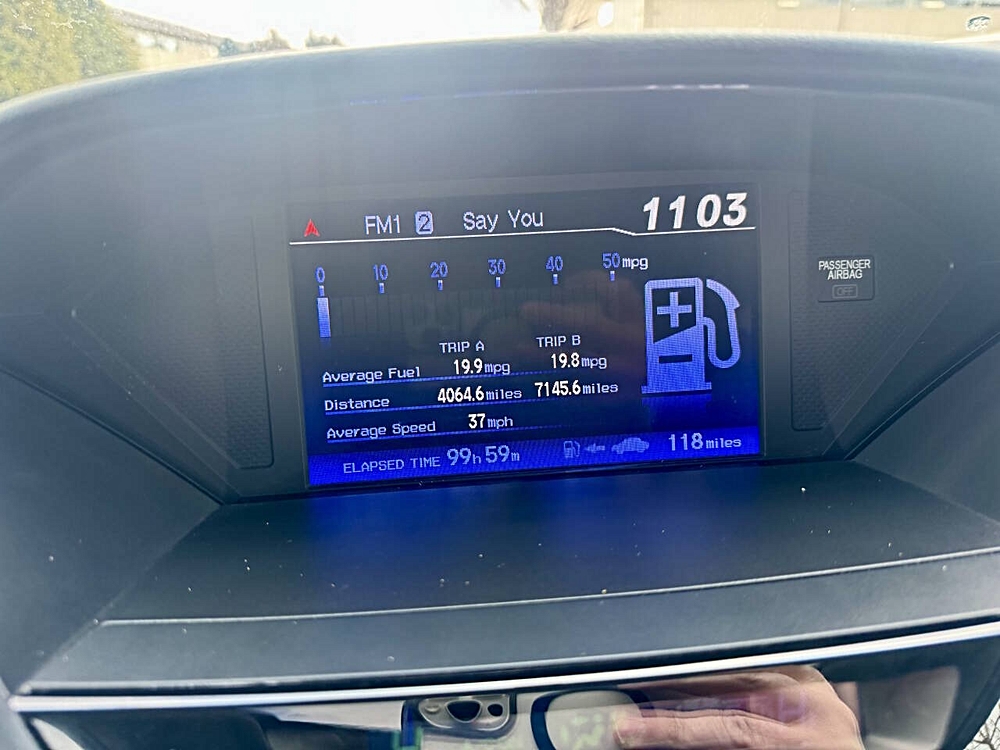 FM1 2 Say You 1103
0 10 20 30 40 50 mpg
PASSENGER
AIRBAG
OFF
TRIP A TRIP B
Average Fuel 19.9 mpg 19.8 mpg
Distance 4064.6 miles 7145.6 miles
Average Speed 37 mph
ELAPSED TIME 99h 59m 118 miles